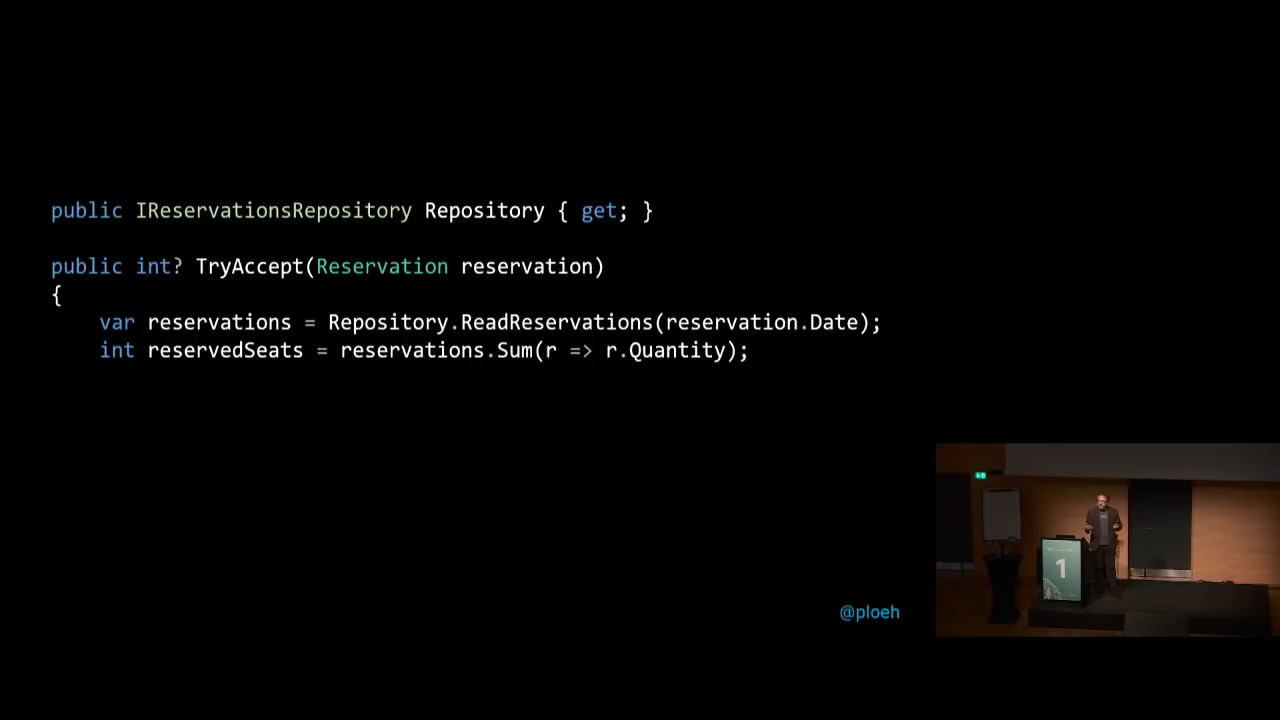 public IReservationsRepository Repository { get; }
public int? TryAccept(Reservation reservation)
{
var reservations = Repository.ReadReservations(reservation.Date);
int reservedSeats = reservations.Sum(r => r.Quantity);
@ploeh
1